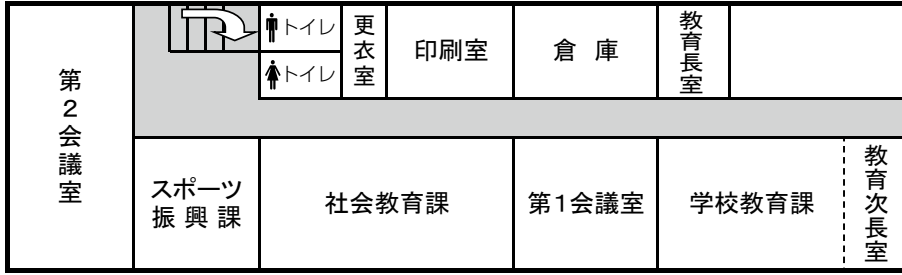 第2会議室
トイレ
トイレ
更衣室
印刷室
倉庫
教育長室
スポーツ
振興課
社会教育課
第1会議室
学校教育課
教育次長室